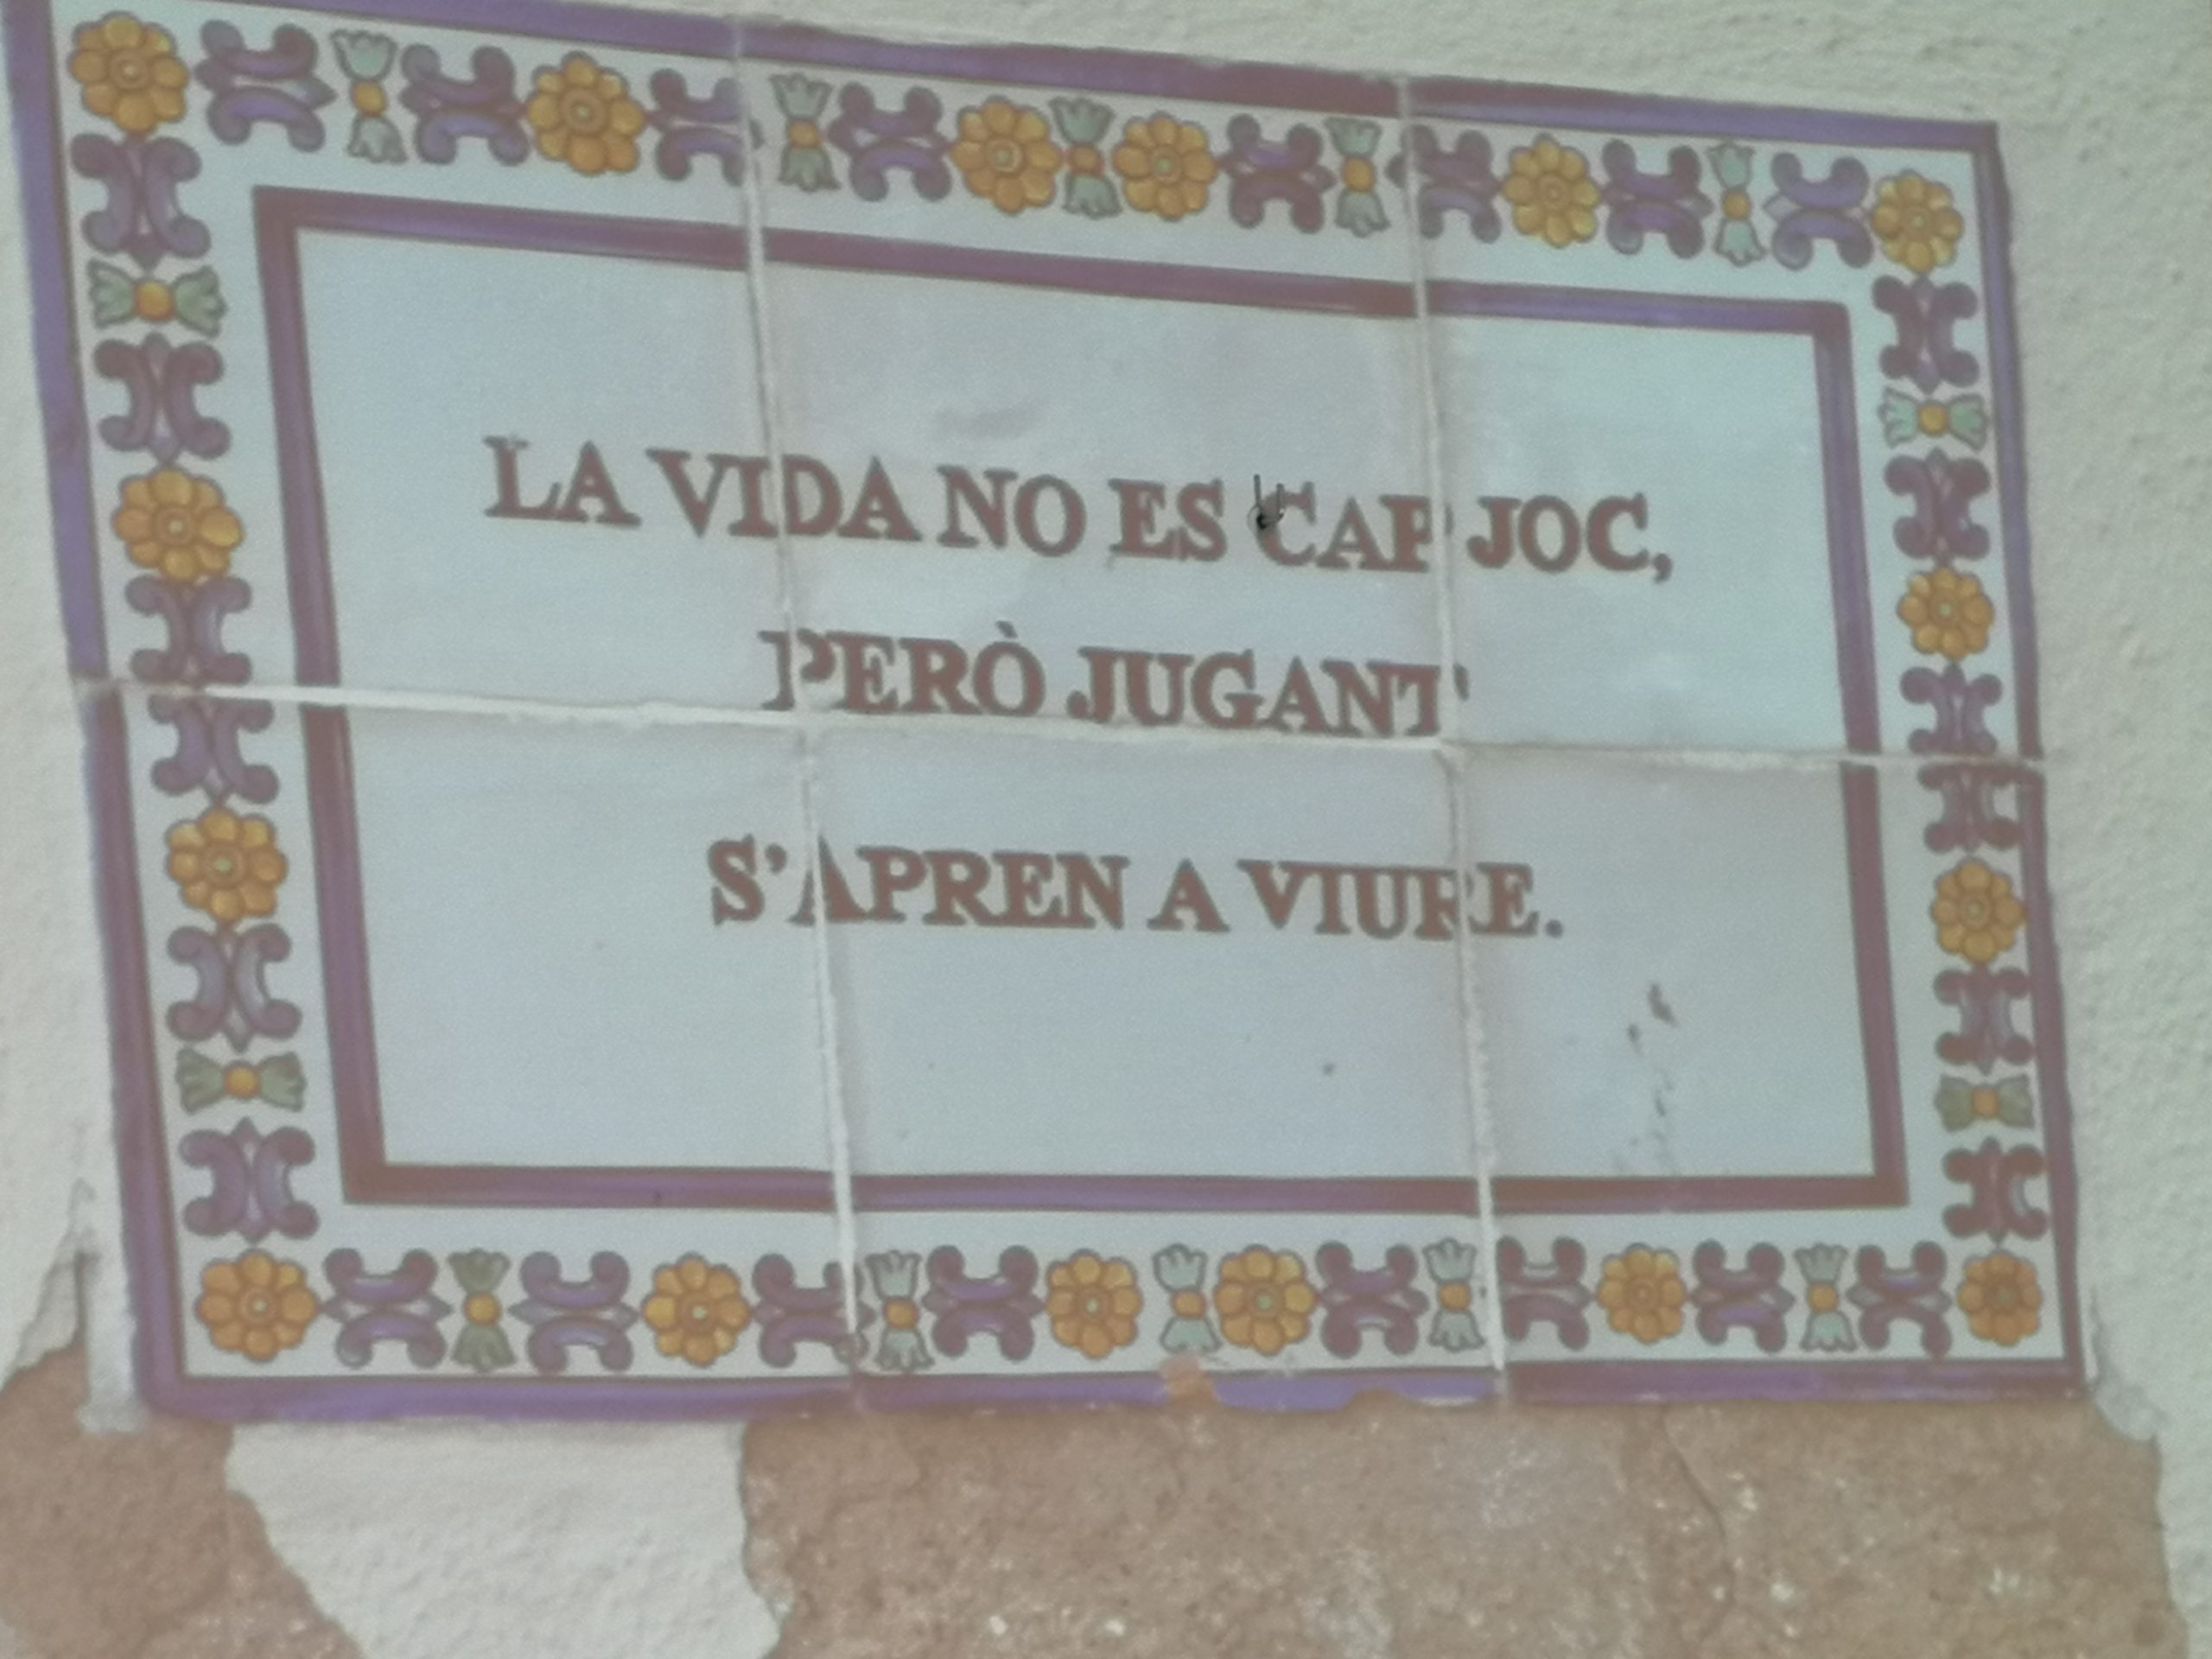 LA VIDA NO ES CAP JOC,
PERÒ JUGANT
S'APREN A VIURE.